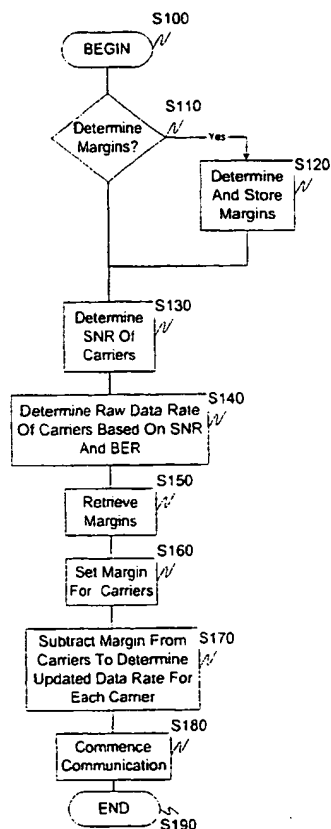 S100
BEGIN
S110
Determine
Margins?
Yes
S120
Determine
And Store
Margins
S130
Determine
SNR Of
Carriers
S140
Determine Raw Data Rate
Of Carriers Based On SNR
And BER
S150
Retrieve
Margins
S160
Set Margin
For Carriers
S170
Subtract Margin From
Carriers To Determine
Updated Data Rate For
Each Carrier
S180
Commence
Communication
END
S190